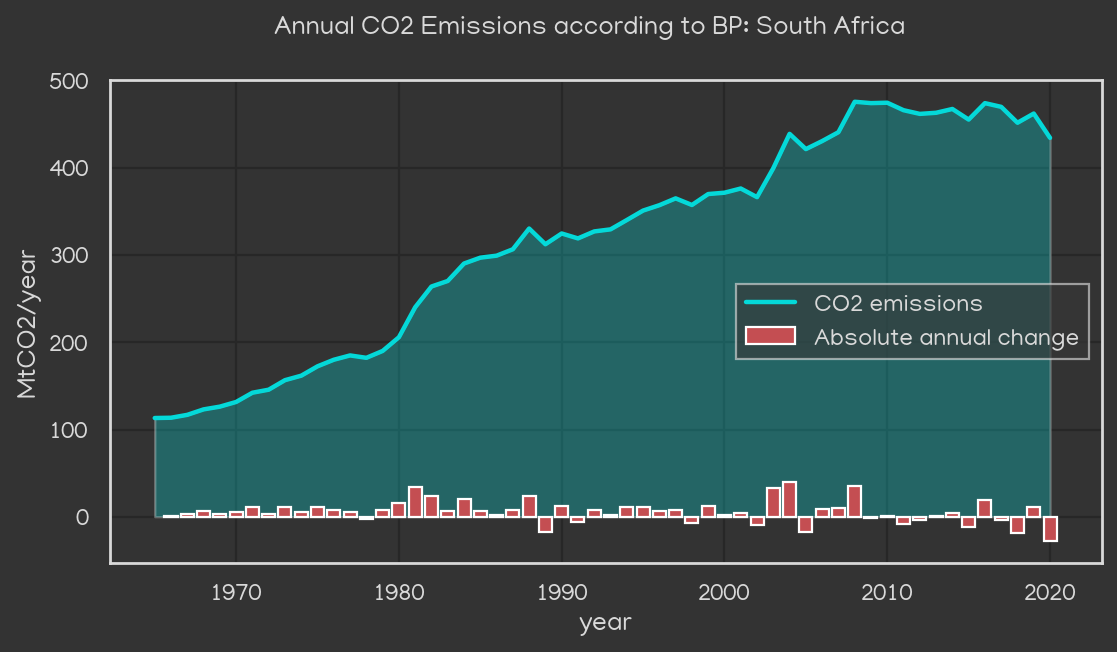 Annual CO2 Emissions according to BP: South Africa
500
400
300
200
100
0
MtCO2/year
CO2 emissions
Absolute annual change
1970 1980 1990 2000 2010 2020
year